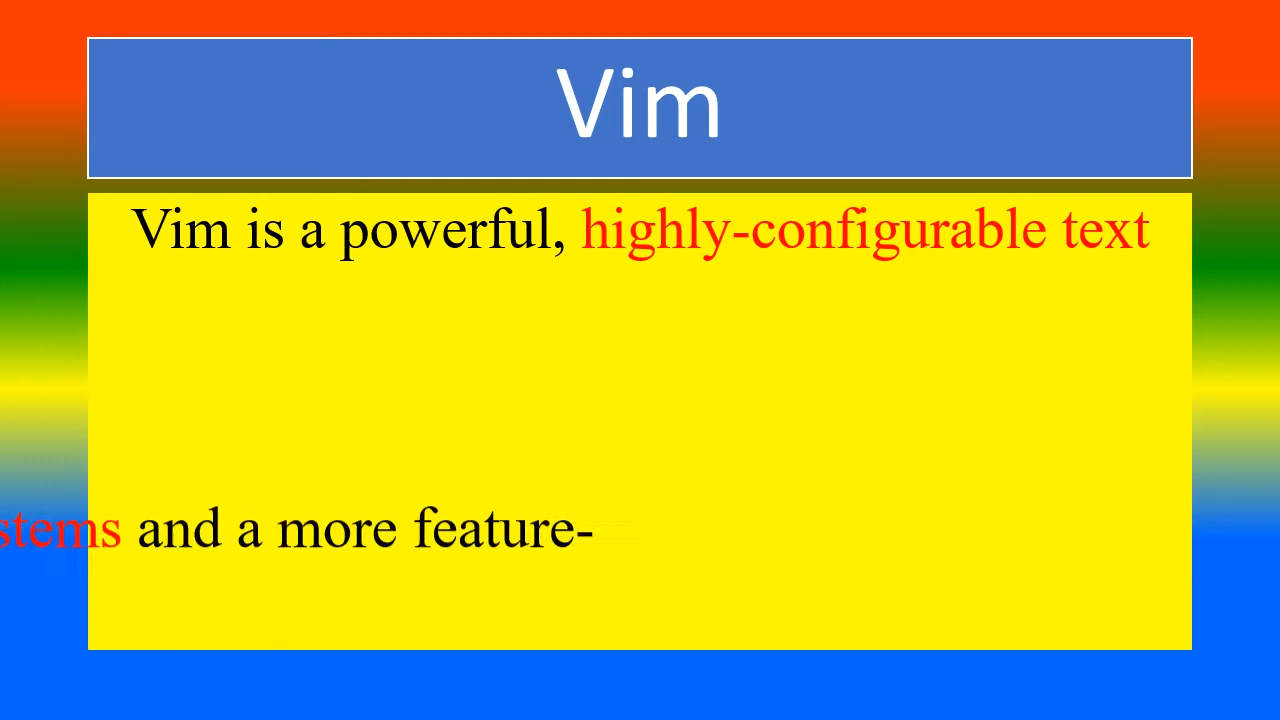 Vim
Vim is a powerful, highly-configurable text
stems and a more feature-